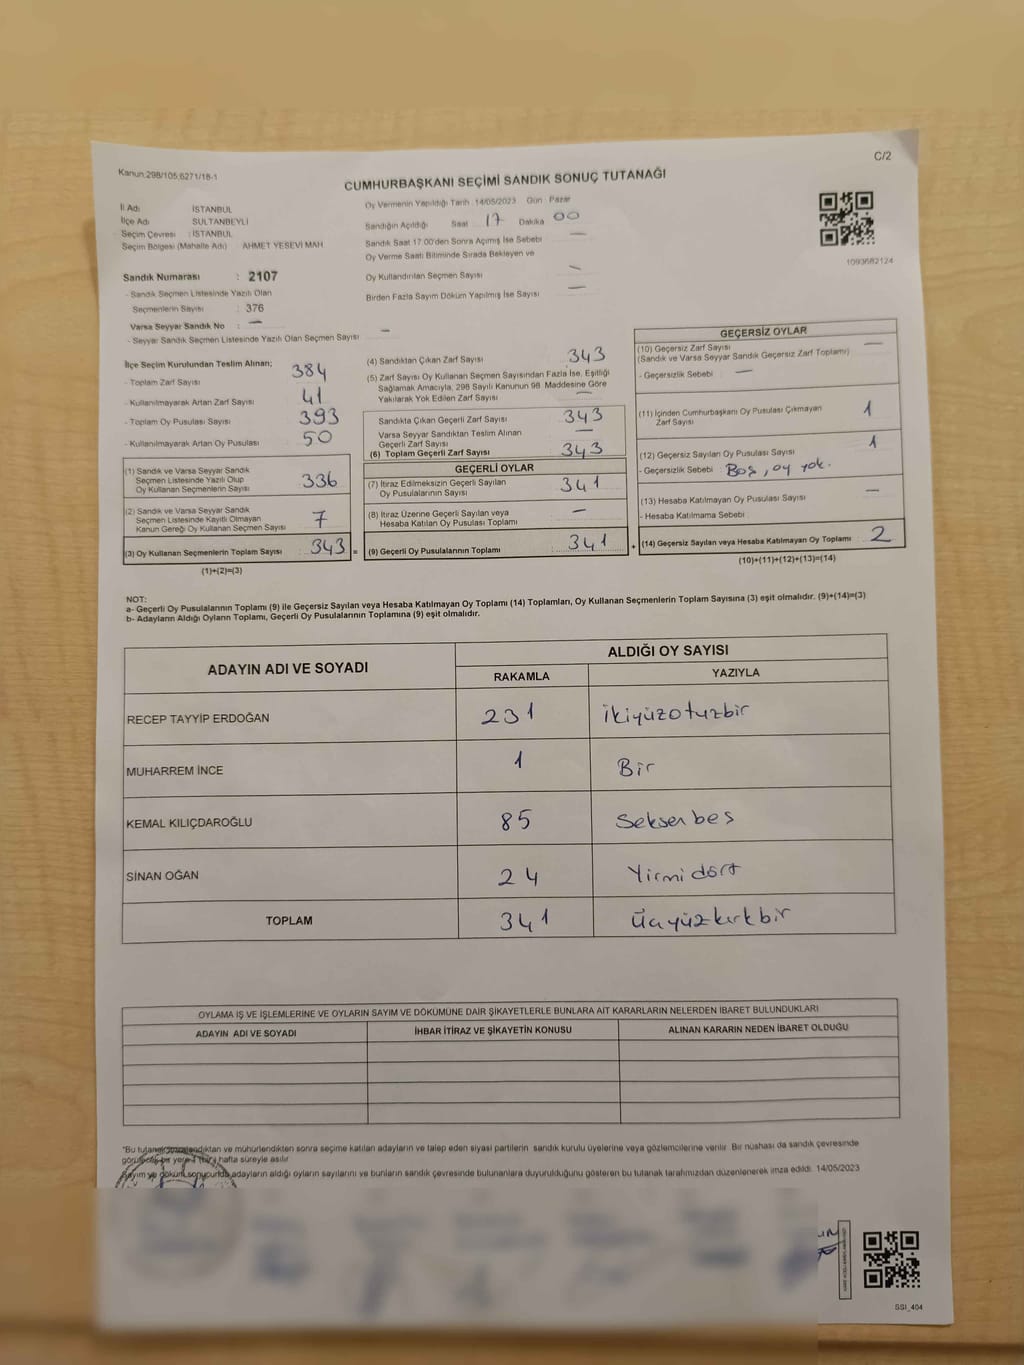 Kanun:298/105;6271/18-1
C/2
CUMHURBAŞKANI SEÇİMİ SANDIK SONUÇ TUTANAĞI
İl Adı : İSTANBUL
İlçe Adı : SULTANBEYLİ
Seçim Çevresi : İSTANBUL
Seçim Bölgesi (Mahalle Adı) AHMET YESEVİ MAH
Sandık Numarası : 2107
- Sandık Seçmen Listesinde Yazılı Olan
Seçmenlerin Sayısı : 376
Varsa Seyyar Sandık No : —
- Seyyar Sandık Seçmen Listesinde Yazılı Olan Seçmen Sayısı —
Oy Vermenin Yapıldığı Tarih :14/05/2023 Gün : Pazar
Sandığın Açıldığı Saat 17 Dakika 00
Sandık Saat 17:00'den Sonra Açımış İse Sebebi —
Oy Verme Saati Bitiminde Sırada Bekleyen ve
Oy Kullandırılan Seçmen Sayısı —
Birden Fazla Sayım Döküm Yapılmış İse Sayısı —
1093682124
İlçe Seçim Kurulundan Teslim Alınan;
- Toplam Zarf Sayısı 384
- Kullanılmayarak Artan Zarf Sayısı 41
- Toplam Oy Pusulası Sayısı 393
- Kullanılmayarak Artan Oy Pusulası 50
(1) Sandık ve Varsa Seyyar Sandık
Seçmen Listesinde Yazılı Olup
Oy Kullanan Seçmenlerin Sayısı 336
(2) Sandık ve Varsa Seyyar Sandık
Seçmen Listesinde Kayıtlı Olmayan
Kanun Gereği Oy Kullanan Seçmen Sayısı 7
(3) Oy Kullanan Seçmenlerin Toplam Sayısı 343 =
(1)+(2)=(3)
(4) Sandıktan Çıkan Zarf Sayısı 343
(5) Zarf Sayısı Oy Kullanan Seçmen Sayısından Fazla İse, Eşitliği
Sağlamak Amacıyla, 298 Sayılı Kanunun 98. Maddesine Göre
Yakılarak Yok Edilen Zarf Sayısı —
Sandıkta Çıkan Geçerli Zarf Sayısı 343
Varsa Seyyar Sandıktan Teslim Alınan
Geçerli Zarf Sayısı —
(6) Toplam Geçerli Zarf Sayısı 343
GEÇERLİ OYLAR
(7) İtiraz Edilmeksizin Geçerli Sayılan
Oy Pusulalarının Sayısı 341
(8) İtiraz Üzerine Geçerli Sayılan veya
Hesaba Katılan Oy Pusulası Toplamı —
(9) Geçerli Oy Pusulalarının Toplamı 341 +
GEÇERSİZ OYLAR
(10) Geçersiz Zarf Sayısı —
(Sandık ve Varsa Seyyar Sandık Geçersiz Zarf Toplamı)
- Geçersizlik Sebebi : —
(11) İçinden Cumhurbaşkanı Oy Pusulası Çıkmayan
Zarf Sayısı 1
(12) Geçersiz Sayılan Oy Pusulası Sayısı 1
- Geçersizlik Sebebi : Boş, oy yok.
(13) Hesaba Katılmayan Oy Pusulası Sayısı —
- Hesaba Katılmama Sebebi :
(14) Geçersiz Sayılan veya Hesaba Katılmayan Oy Toplamı 2
(10)+(11)+(12)+(13)=(14)
NOT:
a- Geçerli Oy Pusulalarının Toplamı (9) ile Geçersiz Sayılan veya Hesaba Katılmayan Oy Toplamı (14) Toplamları, Oy Kullanan Seçmenlerin Toplam Sayısına (3) eşit olmalıdır. (9)+(14)=(3)
b- Adayların Aldığı Oyların Toplamı, Geçerli Oy Pusulalarının Toplamına (9) eşit olmalıdır.
ADAYIN ADI VE SOYADI
ALDIĞI OY SAYISI
RAKAMLA YAZIYLA
RECEP TAYYİP ERDOĞAN 231 İkiyüzotuzbir
MUHARREM İNCE 1 Bir
KEMAL KILIÇDAROĞLU 85 Seksenbeş
SİNAN OĞAN 24 Yirmi dört
TOPLAM 341 Üçyüzkırkbir
OYLAMA İŞ VE İŞLEMLERİNE VE OYLARIN SAYIM VE DÖKÜMÜNE DAİR ŞİKAYETLERLE BUNLARA AİT KARARLARIN NELERDEN İBARET BULUNDUKLARI
ADAYIN ADI VE SOYADI İHBAR İTİRAZ VE ŞİKAYETİN KONUSU ALINAN KARARIN NEDEN İBARET OLDUĞU
"Bu tutanak ve mühürlendikten sonra seçime katılan adayların ve talep eden siyasi partilerin sandık kurulu üyelerine veya gözlemcilerine verilir. Bir nüshası da sandık çevresinde
bir yere hafta süreyle asılır.
Sayım ve döküm sonucunda adayların aldığı oyların sayılarını ve bunların sandık çevresinde bulunanlara duyurulduğunu gösteren bu tutanak tarafımızdan düzenlenerek imza edildi. 14/05/2023
SSI_404